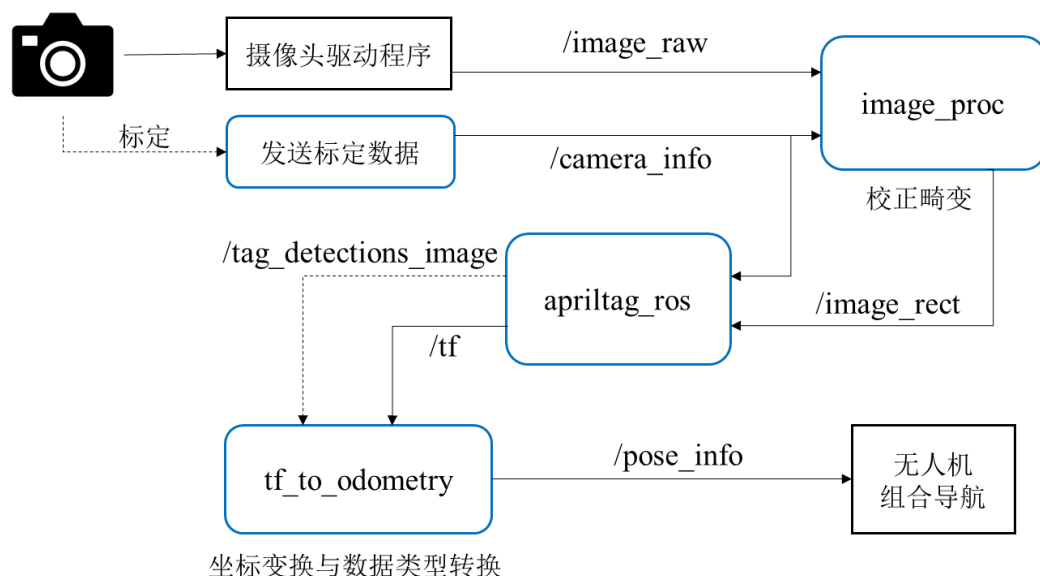 摄像头驱动程序
/image_raw
image_proc
标定
发送标定数据
/camera_info
校正畸变
/tag_detections_image
apriltag_ros
/image_rect
/tf
tf_to_odometry
/pose_info
无人机
组合导航
坐标变换与数据类型转换